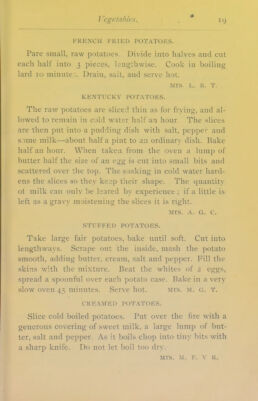 Vegetables. 19
FRENCH FRIED POTATOES.
Pare small, raw potatoes. Divide into halves and cut
each half into 3 pieces, lengthwise. Cook in boiling
lard 10 minutes. Drain, salt, and serve hot.
MRS. L. B. T.
KENTUCKY POTATOES.
The raw potatoes are sliced thin as for frying, and al-
lowed to remain in cold water half an hour. The slices
are then put into a pudding dish with salt, pepper and
some milk—about half a pint to an ordinary dish. Bake
half an hour. When taken from the oven a lump of
butter half the size of an egg is cut into small bits and
scattered over the top. The soaking in cold water hard-
ens the slices so they keep their shape. The quantity
of milk can only be learned by experience; if a little is
left as a gravy moistening the slices it is right.
MRS. A. G. C.
STUFFED POTATOES.
Take large fair potatoes, bake until soft. Cut into
lengthways. Scrape out the inside, mash the potato
smooth, adding butter, cream, salt and pepper. Fill the
skins with the mixture. Beat the whites of 2 eggs,
spread a spoonful over each potato case. Bake in a very
slow oven 45 minutes. Serve hot. MRS. M. G. T.
CREAMED POTATOES.
Slice cold boiled potatoes. Put over the fire with a
generous covering of sweet milk, a large lump of but-
ter, salt and pepper. As it boils chop into tiny bits with
a sharp knife. Do not let boil too dry.
MRS. M. F. V R.